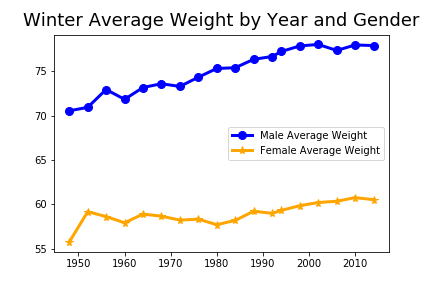 Winter Average Weight by Year and Gender
75
70
65
60
55
Male Average Weight
Female Average Weight
1950 1960 1970 1980 1990 2000 2010